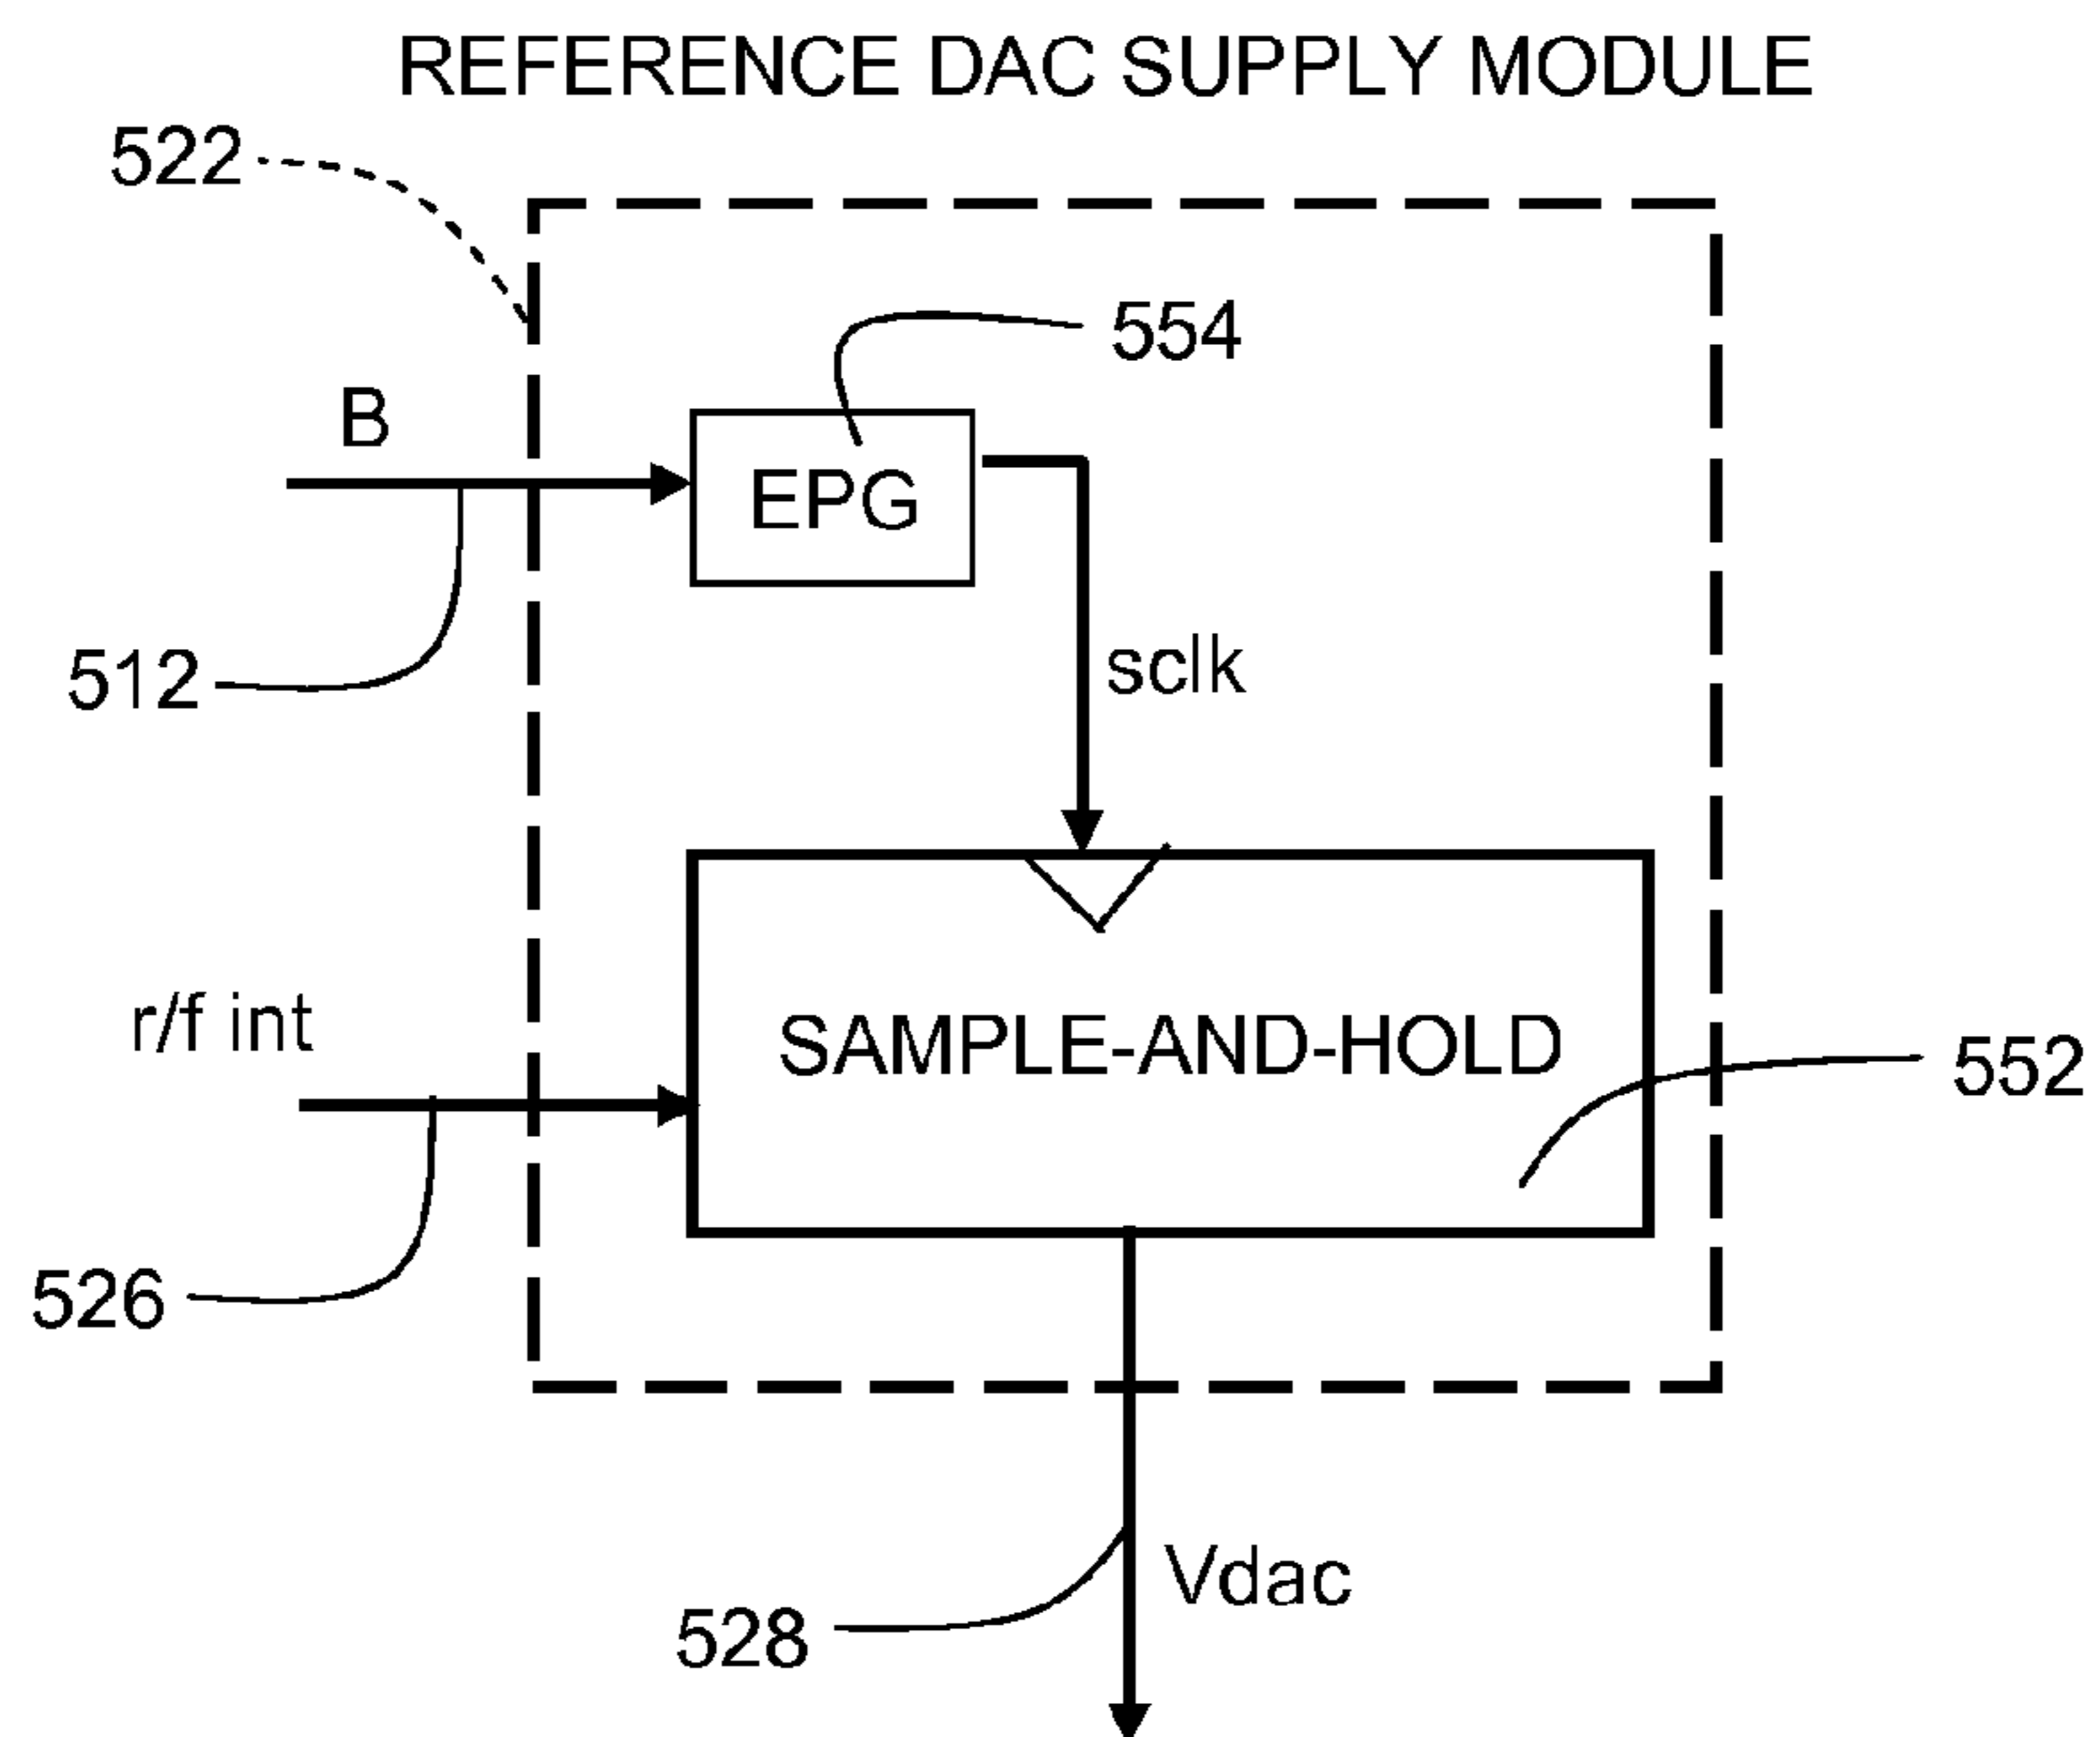 REFERENCE DAC SUPPLY MODULE
522
554
B
EPG
512
sclk
r/f int
SAMPLE-AND-HOLD
552
526
Vdac
528